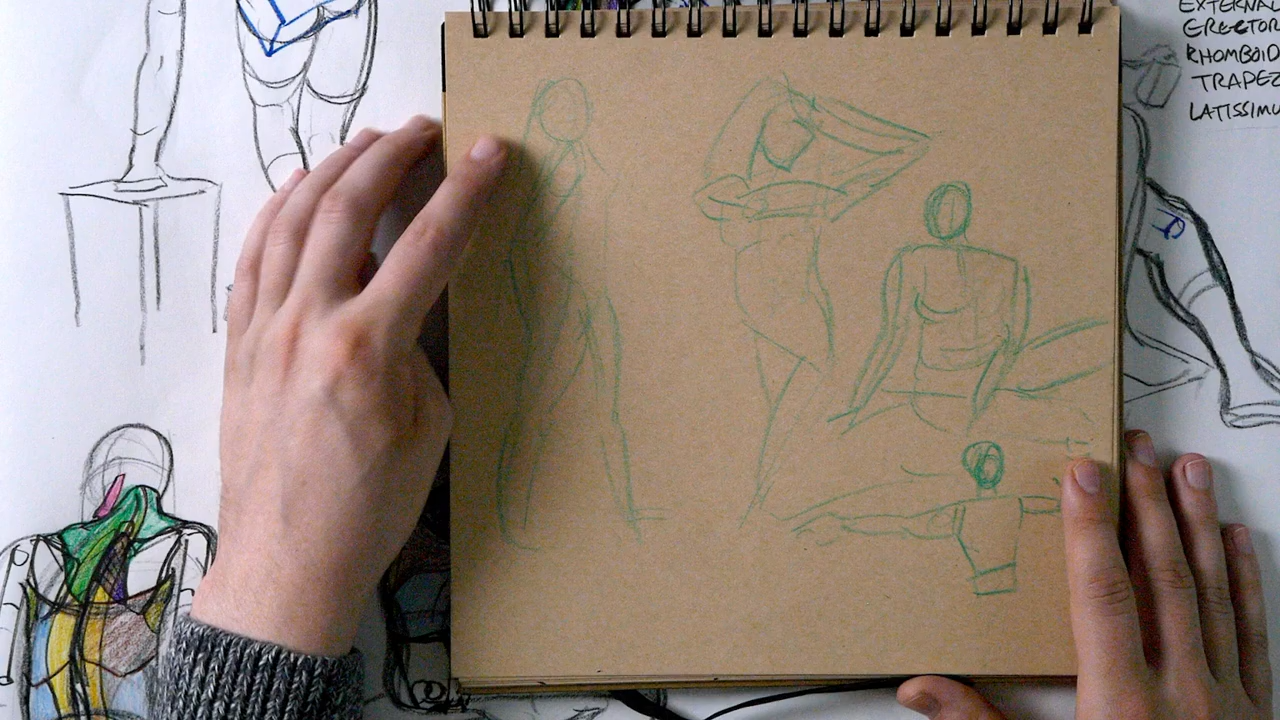 EXTERNAL
ERECTOR
RHOMBOID
TRAPEZ
LATISSIMU